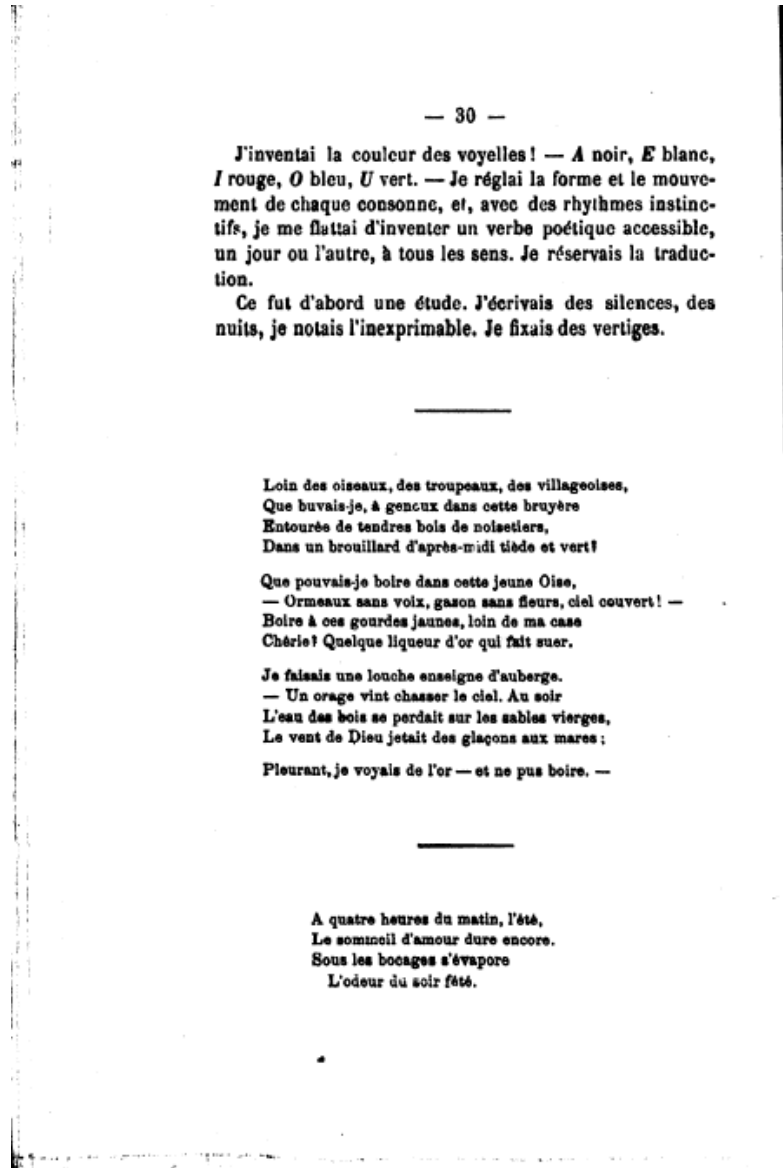 — 30 —
J'inventai la couleur des voyelles ! — A noir, E blanc,
I rouge, O bleu, U vert. — Je réglai la forme et le mouve-
ment de chaque consonne, et, avec des rhythmes instinc-
tifs, je me flattai d'inventer un verbe poétique accessible,
un jour ou l'autre, à tous les sens. Je réservais la traduc-
tion.
Ce fut d'abord une étude. J'écrivais des silences, des
nuits, je notais l'inexprimable. Je fixais des vertiges.
Loin des oiseaux, des troupeaux, des villageoises,
Que buvais-je, à genoux dans cette bruyère
Entourée de tendres bois de noisetiers,
Dans un brouillard d'après-midi tiède et vert ?
Que pouvais-je boire dans cette jeune Oise,
— Ormeaux sans voix, gazon sans fleurs, ciel couvert ! —
Boire à ces gourdes jaunes, loin de ma case
Chérie ? Quelque liqueur d'or qui fait suer.
Je faisais une louche enseigne d'auberge.
— Un orage vint chasser le ciel. Au soir
L'eau des bois se perdait sur les sables vierges,
Le vent de Dieu jetait des glaçons aux mares ;
Pleurant, je voyais de l'or — et ne pus boire. —
A quatre heures du matin, l'été,
Le sommeil d'amour dure encore.
Sous les bocages s'évapore
L'odeur du soir fêté.